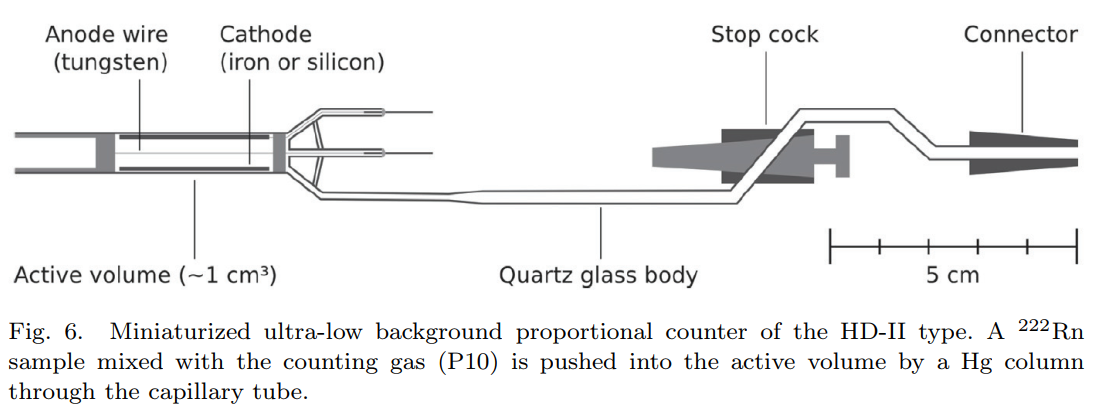 Anode wire
(tungsten)
Cathode
(iron or silicon)
Stop cock
Connector
Active volume (~1 cm³)
Quartz glass body
5 cm
Fig. 6. Miniaturized ultra-low background proportional counter of the HD-II type. A ²²²Rn
sample mixed with the counting gas (P10) is pushed into the active volume by a Hg column
through the capillary tube.